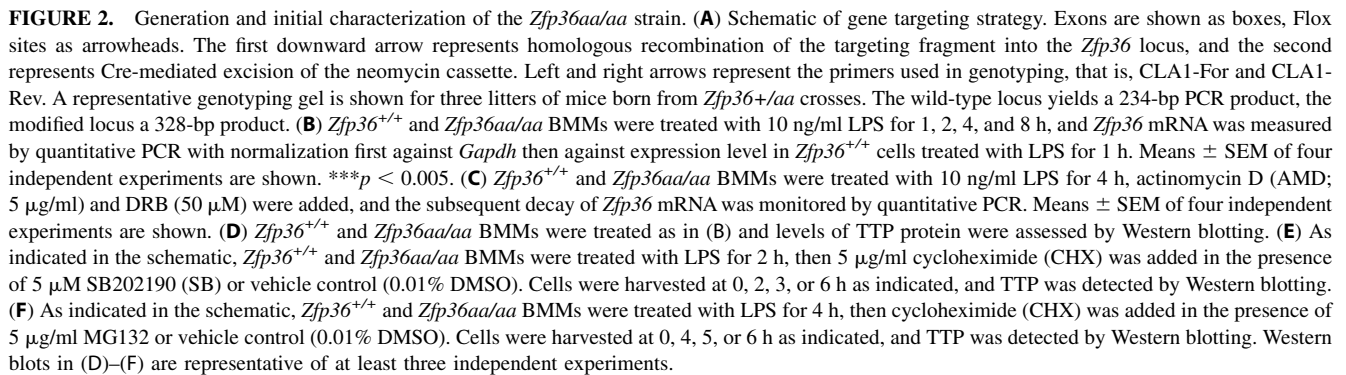 FIGURE 2. Generation and initial characterization of the Zfp36aa/aa strain. (A) Schematic of gene targeting strategy. Exons are shown as boxes, Flox
sites as arrowheads. The first downward arrow represents homologous recombination of the targeting fragment into the Zfp36 locus, and the second
represents Cre-mediated excision of the neomycin cassette. Left and right arrows represent the primers used in genotyping, that is, CLA1-For and CLA1-
Rev. A representative genotyping gel is shown for three litters of mice born from Zfp36+/aa crosses. The wild-type locus yields a 234-bp PCR product, the
modified locus a 328-bp product. (B) Zfp36+/+ and Zfp36aa/aa BMMs were treated with 10 ng/ml LPS for 1, 2, 4, and 8 h, and Zfp36 mRNA was measured
by quantitative PCR with normalization first against Gapdh then against expression level in Zfp36+/+ cells treated with LPS for 1 h. Means ± SEM of four
independent experiments are shown. ***p < 0.005. (C) Zfp36+/+ and Zfp36aa/aa BMMs were treated with 10 ng/ml LPS for 4 h, actinomycin D (AMD;
5 μg/ml) and DRB (50 μM) were added, and the subsequent decay of Zfp36 mRNA was monitored by quantitative PCR. Means ± SEM of four independent
experiments are shown. (D) Zfp36+/+ and Zfp36aa/aa BMMs were treated as in (B) and levels of TTP protein were assessed by Western blotting. (E) As
indicated in the schematic, Zfp36+/+ and Zfp36aa/aa BMMs were treated with LPS for 2 h, then 5 μg/ml cycloheximide (CHX) was added in the presence
of 5 μM SB202190 (SB) or vehicle control (0.01% DMSO). Cells were harvested at 0, 2, 3, or 6 h as indicated, and TTP was detected by Western blotting.
(F) As indicated in the schematic, Zfp36+/+ and Zfp36aa/aa BMMs were treated with LPS for 4 h, then cycloheximide (CHX) was added in the presence of
5 μg/ml MG132 or vehicle control (0.01% DMSO). Cells were harvested at 0, 4, 5, or 6 h as indicated, and TTP was detected by Western blotting. Western
blots in (D)–(F) are representative of at least three independent experiments.